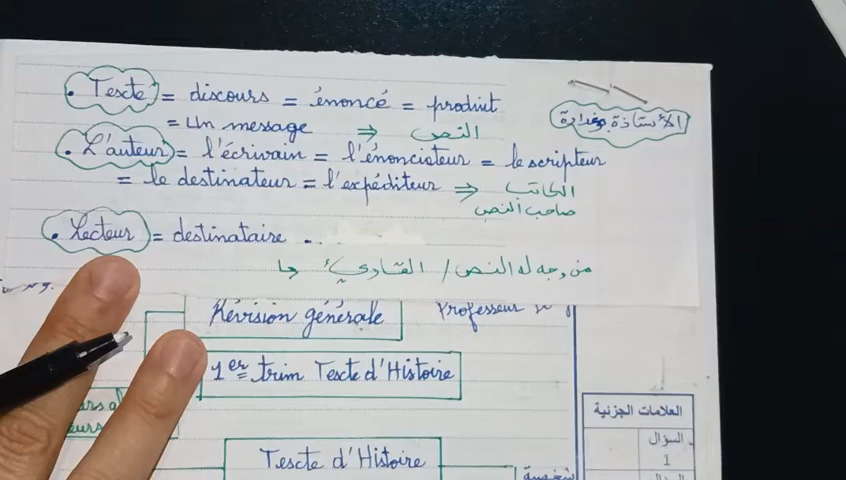 • Texte = discours = énoncé = produit
= Un message ⇒ النص
الأستاذة بوغدادة
• L'auteur = l'écrivain = l'énonciateur = le scripteur
= le destinateur = l'expéditeur ⇒ الكاتب
صاحب النص
• Lecteur = destinataire ..
من وجه له النص / القارئ
Révision générale
Professeur
1er trim Texte d'Histoire
Texte d'Histoire
شخصية
العلامات الجزئية
السؤال
1